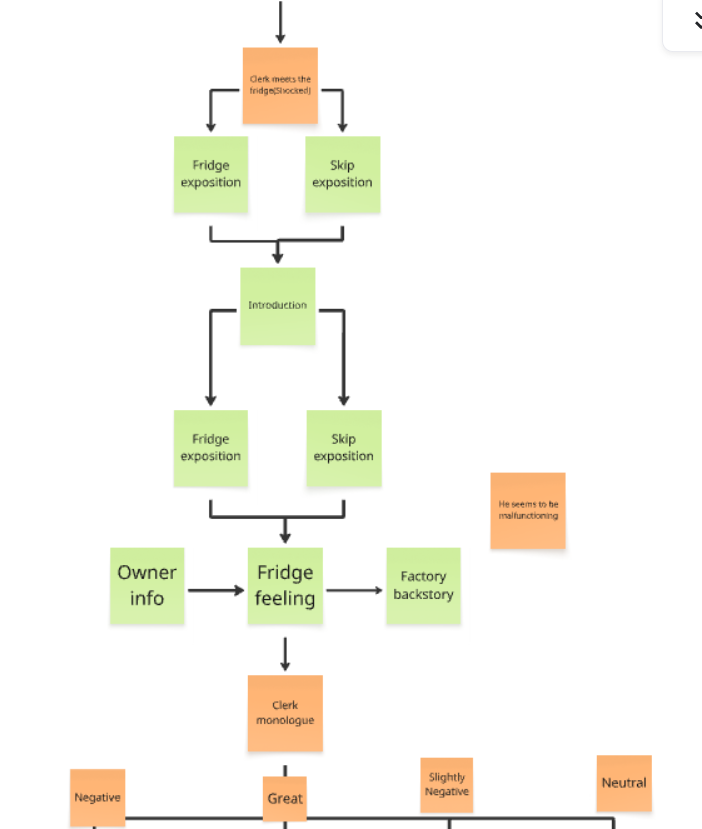 Clerk meets the
fridge(Shocked)
Fridge
exposition
Skip
exposition
Introduction
Fridge
exposition
Skip
exposition
He seems to be
malfunctioning
Owner
info
Fridge
feeling
Factory
backstory
Clerk
monologue
Negative
Great
Slightly
Negative
Neutral